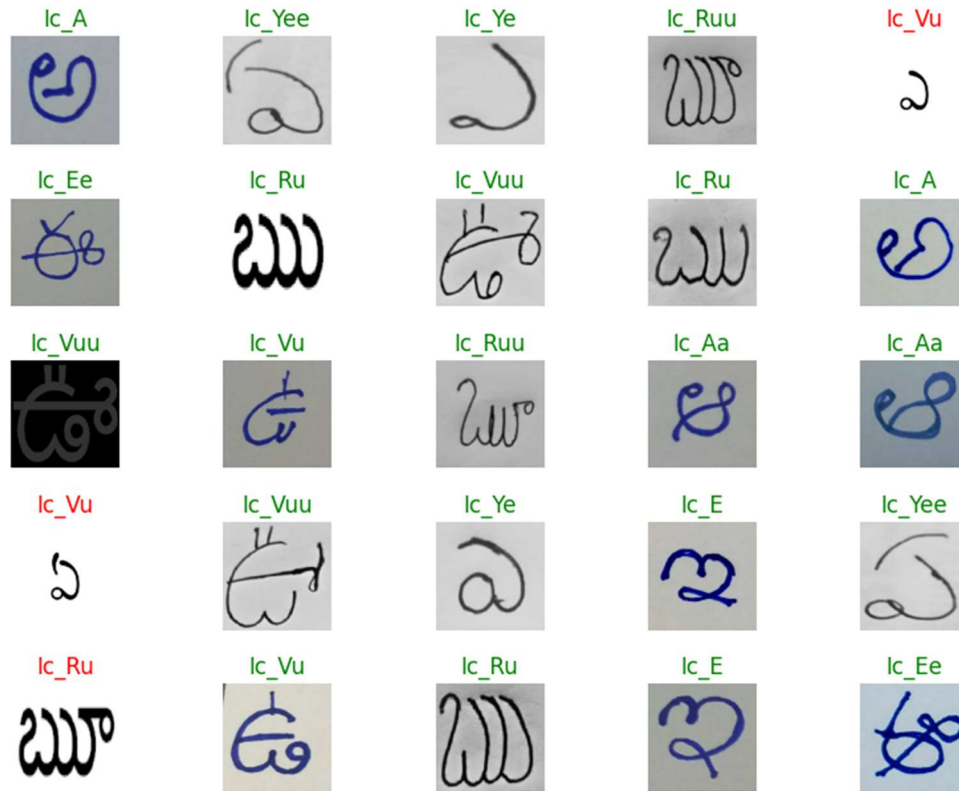 lc_A lc_Yee lc_Ye lc_Ruu lc_Vu
అ ఏ ఎ ౠ ఎ
lc_Ee lc_Ru lc_Vuu lc_Ru lc_A
ఈ ఋ ఊ ఋ అ
lc_Vuu lc_Vu lc_Ruu lc_Aa lc_Aa
ఊ ఉ ౠ ఆ ఆ
lc_Vu lc_Vuu lc_Ye lc_E lc_Yee
ఏ ఊ ఎ ఇ ఏ
lc_Ru lc_Vu lc_Ru lc_E lc_Ee
ౠ ఉ ఋ ఇ ఈ